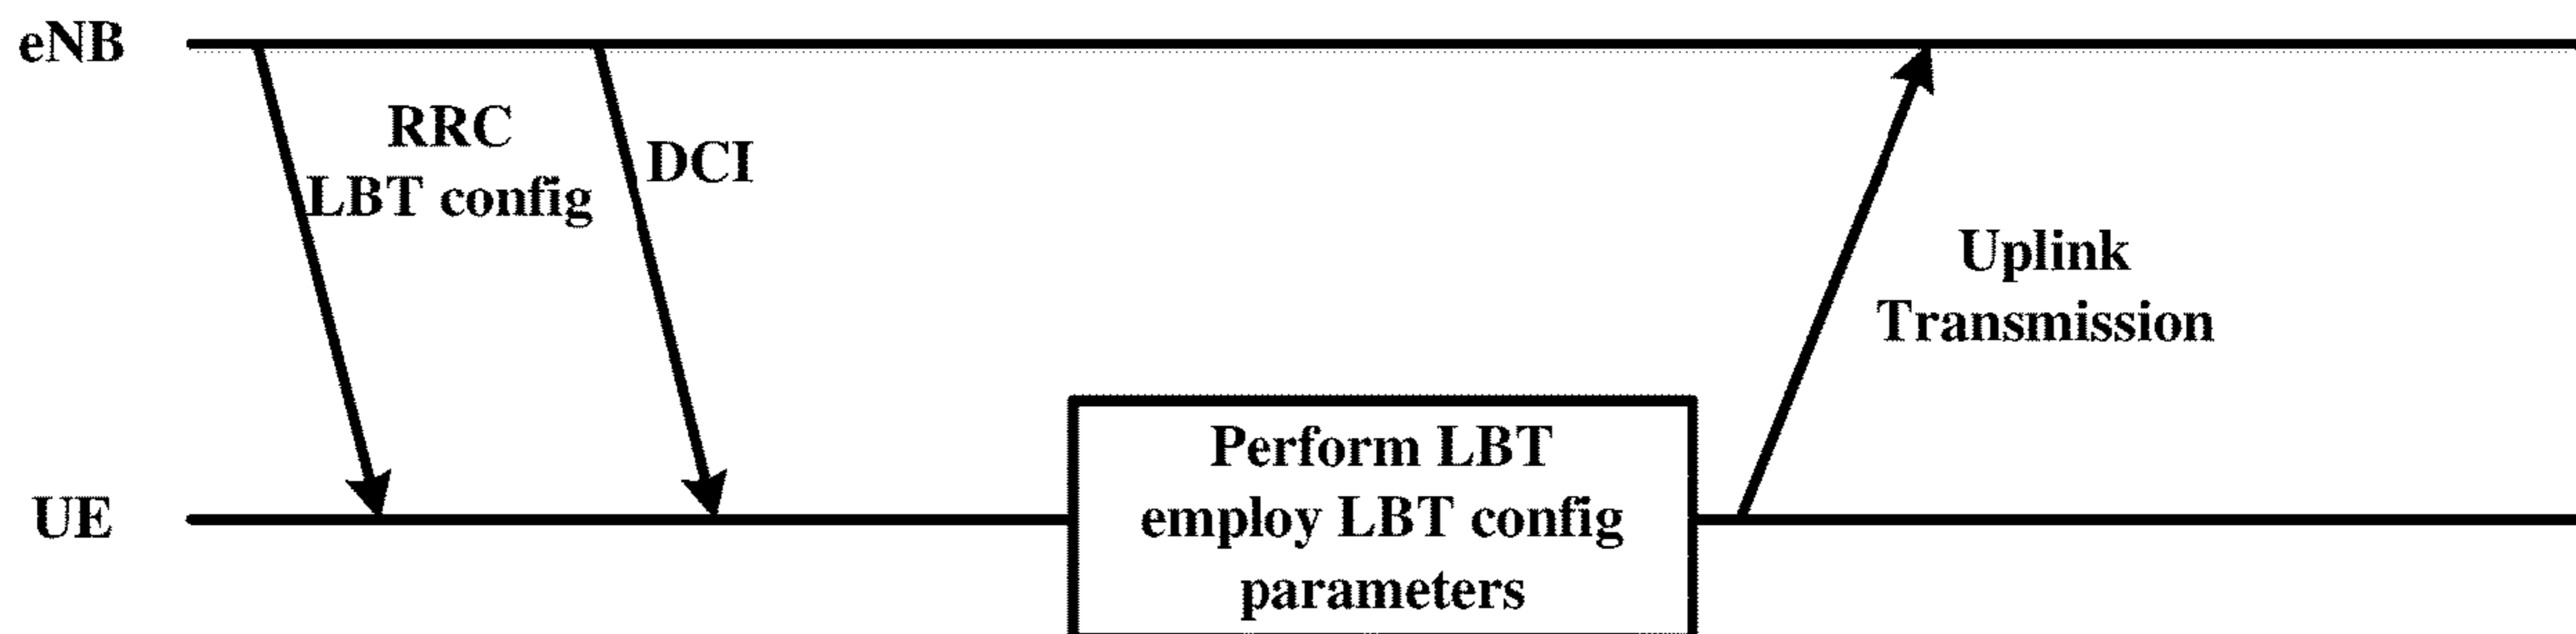 eNB
RRC
LBT config
DCI
Uplink
Transmission
UE
Perform LBT
employ LBT config
parameters